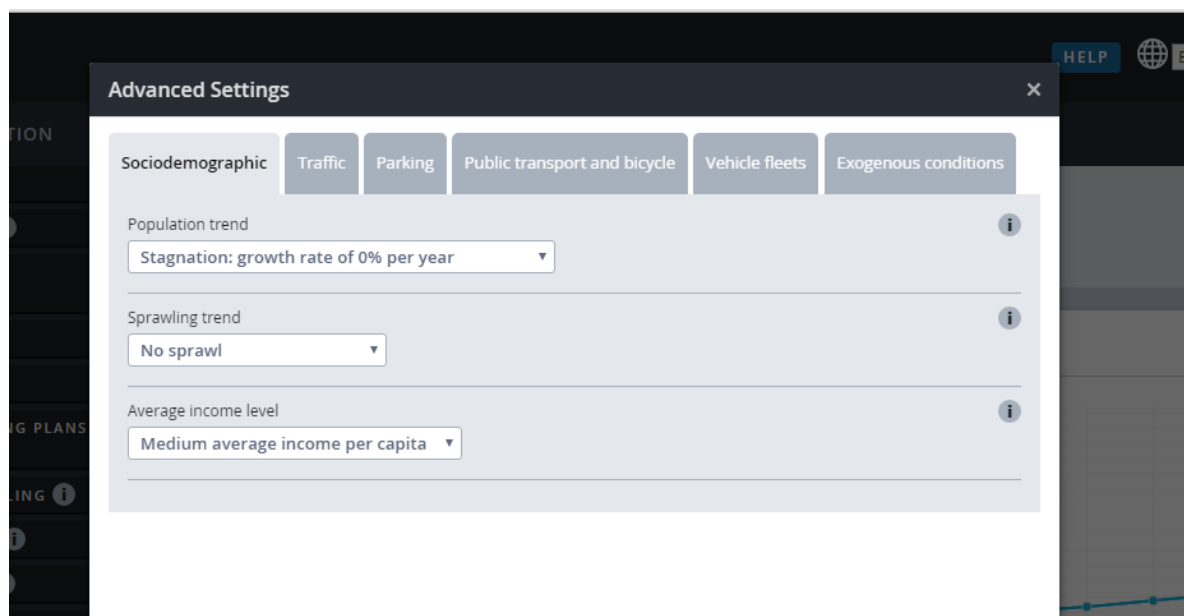 HELP
Advanced Settings
×
TION
Sociodemographic
Traffic
Parking
Public transport and bicycle
Vehicle fleets
Exogenous conditions
Population trend
i
Stagnation: growth rate of 0% per year
Sprawling trend
i
No sprawl
Average income level
i
NG PLANS
Medium average income per capita
LING i
i